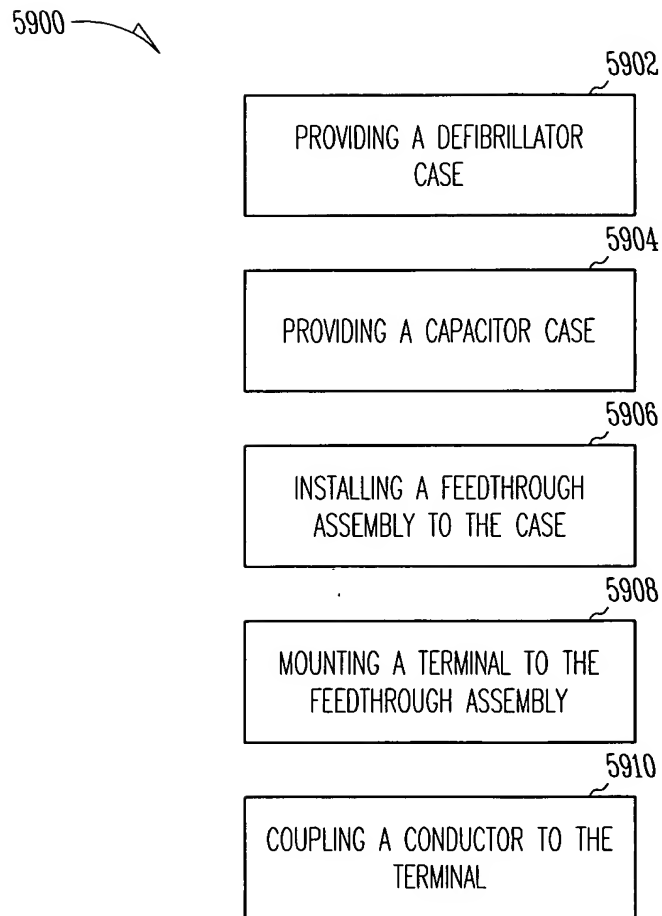 5900
5902
PROVIDING A DEFIBRILLATOR
CASE
5904
PROVIDING A CAPACITOR CASE
5906
INSTALLING A FEEDTHROUGH
ASSEMBLY TO THE CASE
5908
MOUNTING A TERMINAL TO THE
FEEDTHROUGH ASSEMBLY
5910
COUPLING A CONDUCTOR TO THE
TERMINAL